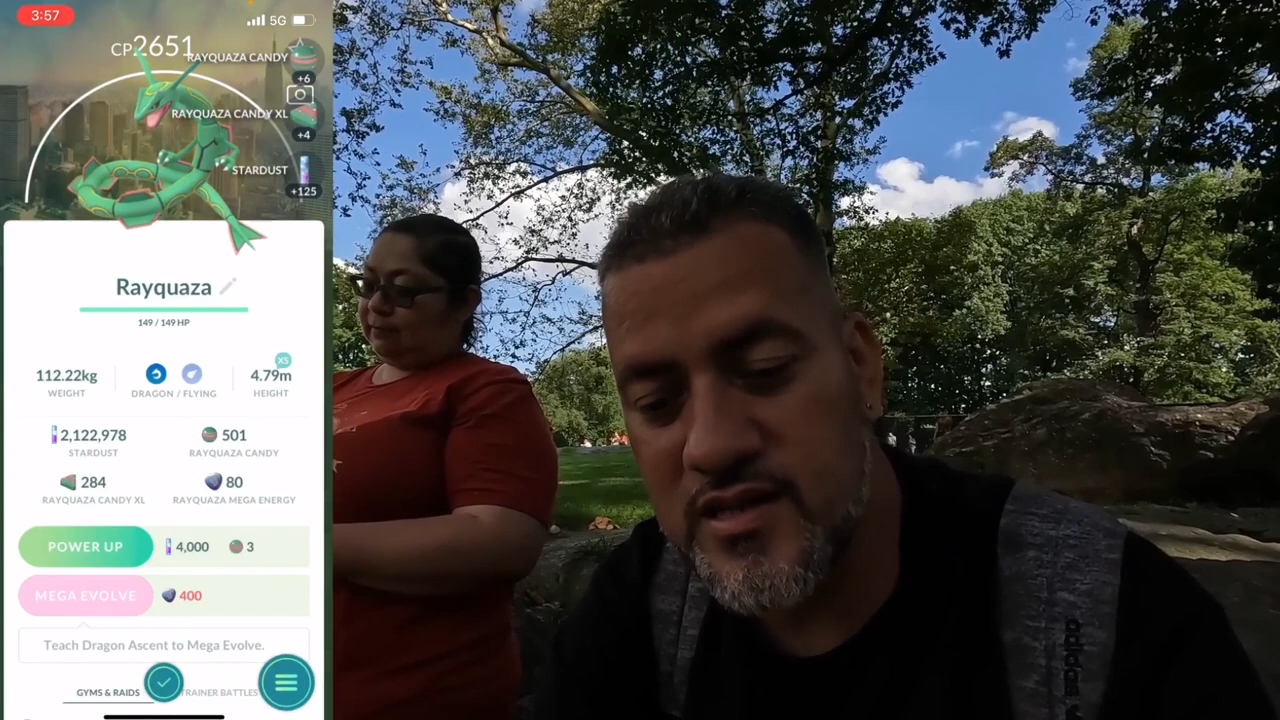 3:57
5G
CP2651
RAYQUAZA CANDY
+6
RAYQUAZA CANDY XL
+4
STARDUST
+125
Rayquaza
149 / 149 HP
XS
112.22kg
4.79m
WEIGHT
DRAGON / FLYING
HEIGHT
2,122,978
501
STARDUST
RAYQUAZA CANDY
284
80
RAYQUAZA CANDY XL
RAYQUAZA MEGA ENERGY
POWER UP
4,000
3
MEGA EVOLVE
400
Teach Dragon Ascent to Mega Evolve.
GYMS & RAIDS
TRAINER BATTLES
adidas